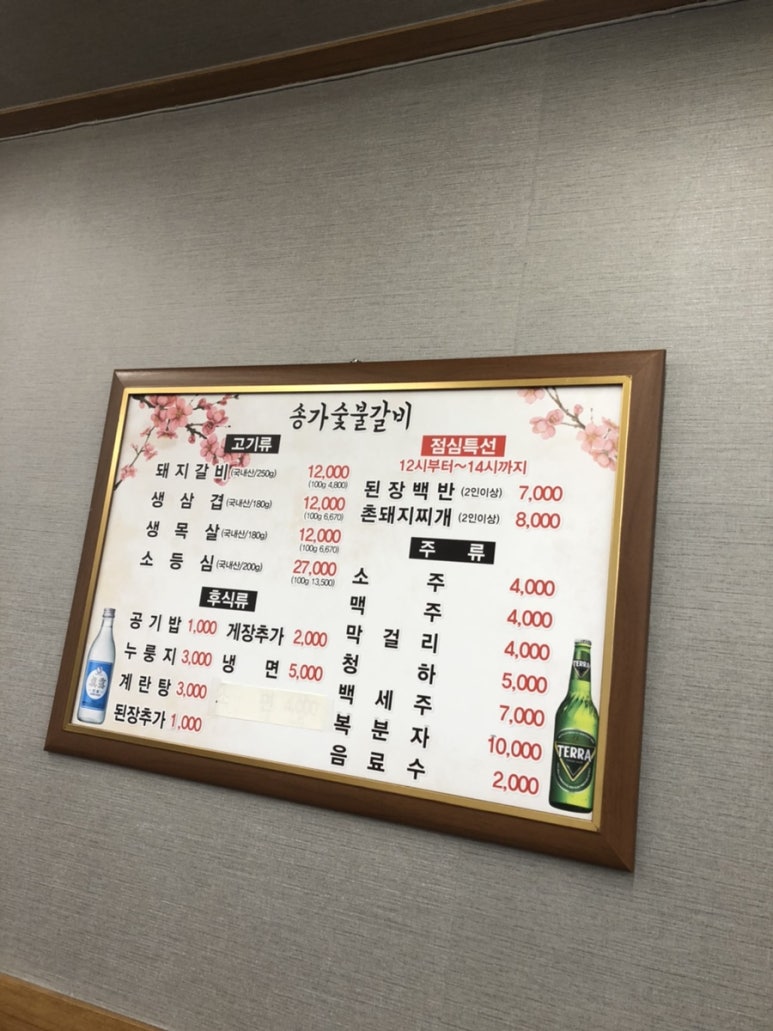 송가숯불갈비
고기류
돼지갈비 (국내산/250g) 12,000
(100g 4,800)
생삼겹 (국내산/180g) 12,000
(100g 6,670)
생목살 (국내산/180g) 12,000
(100g 6,670)
소등심 (국내산/200g) 27,000
(100g 13,500)
후식류
공기밥 1,000 게장추가 2,000
누룽지 3,000 냉면 5,000
계란탕 3,000
된장추가 1,000
점심특선
12시부터~14시까지
된장백반 (2인이상) 7,000
촌돼지찌개 (2인이상) 8,000
주류
소주 4,000
맥주 4,000
막걸리 4,000
청하 5,000
백세주 7,000
복분자 10,000
음료수 2,000
TERRA
TERRA